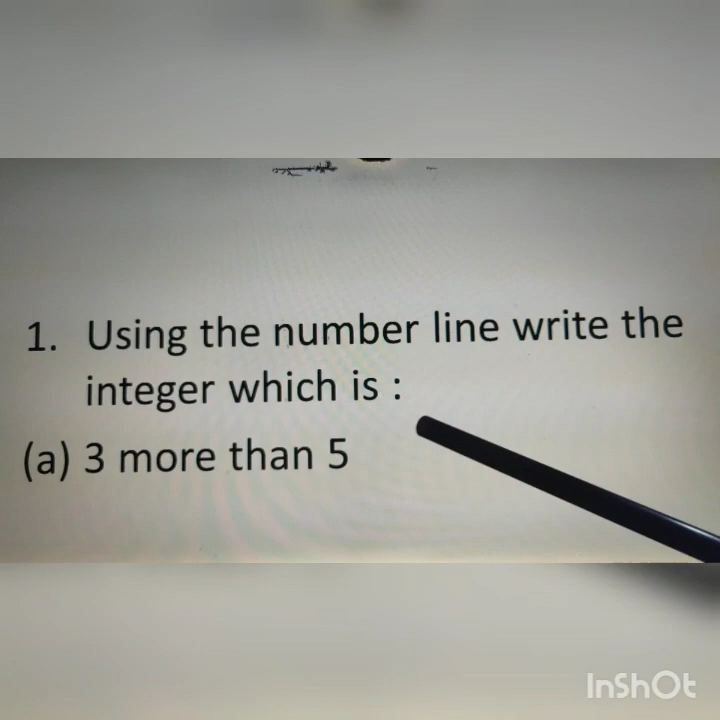 1. Using the number line write the
integer which is :
(a) 3 more than 5
InShOt